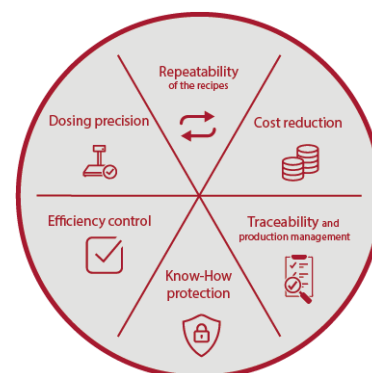 Repeatability
of the recipes
Dosing precision
Cost reduction
Efficiency control
Traceability and
production management
Know-How
protection